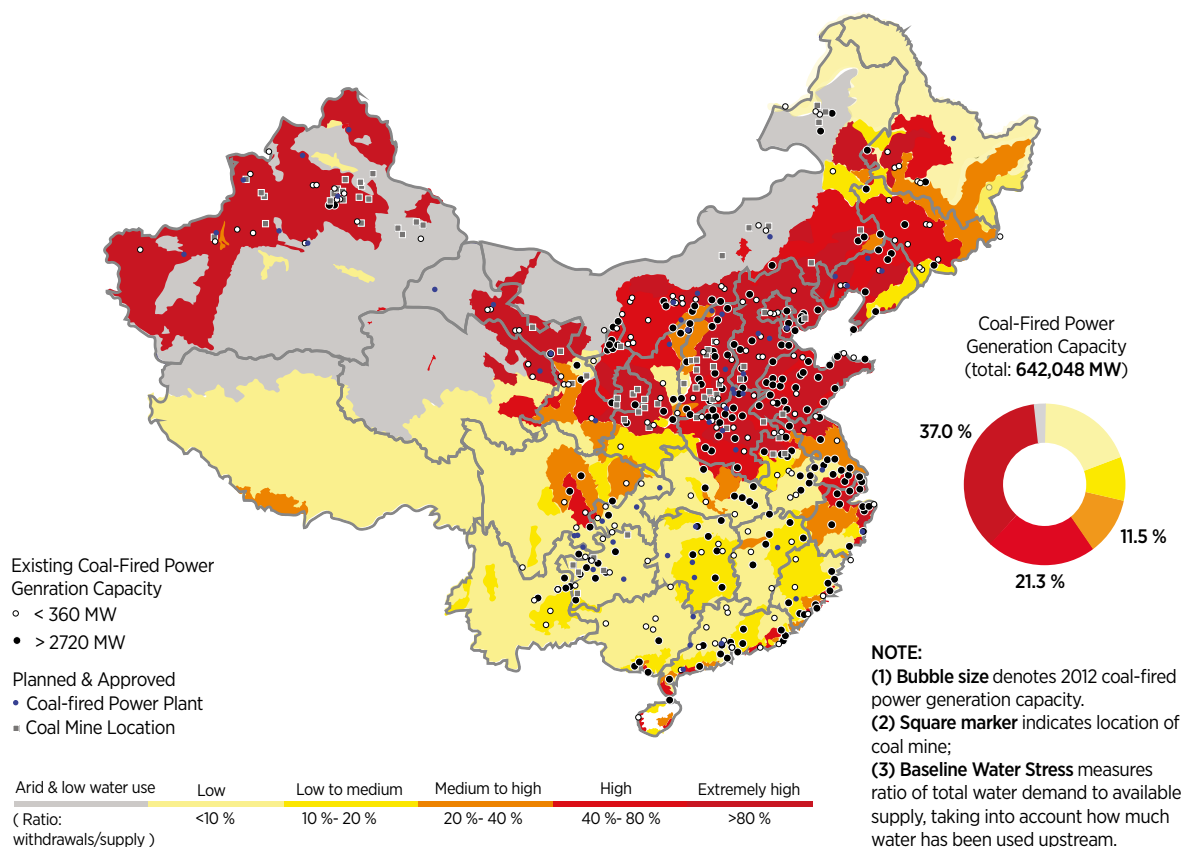 Coal-Fired Power
Generation Capacity
(total: 642,048 MW)
37.0 %
11.5 %
21.3 %
Existing Coal-Fired Power
Genration Capacity
< 360 MW
> 2720 MW
Planned & Approved
Coal-fired Power Plant
Coal Mine Location
NOTE:
(1) Bubble size denotes 2012 coal-fired
power generation capacity.
(2) Square marker indicates location of
coal mine;
(3) Baseline Water Stress measures
ratio of total water demand to available
supply, taking into account how much
water has been used upstream.
Arid & low water use Low Low to medium Medium to high High Extremely high
( Ratio: <10 % 10 %- 20 % 20 %- 40 % 40 %- 80 % >80 %
withdrawals/supply )